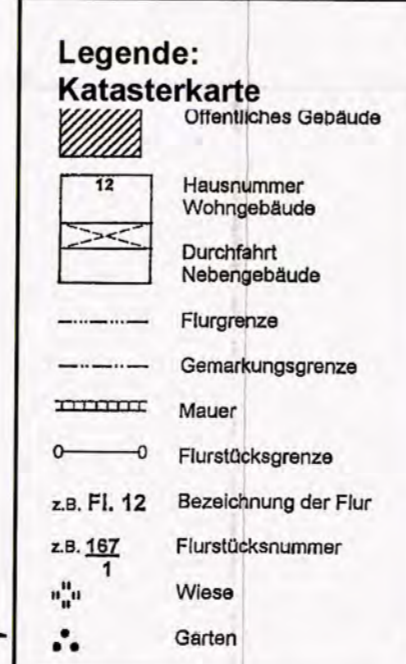 Legende:
Katasterkarte
Öffentliches Gebäude
12
Hausnummer
Wohngebäude
Durchfahrt
Nebengebäude
Flurgrenze
Gemarkungsgrenze
Mauer
Flurstücksgrenze
z.B. Fl. 12 Bezeichnung der Flur
z.B. 167 Flurstücksnummer
1
Wiese
Garten